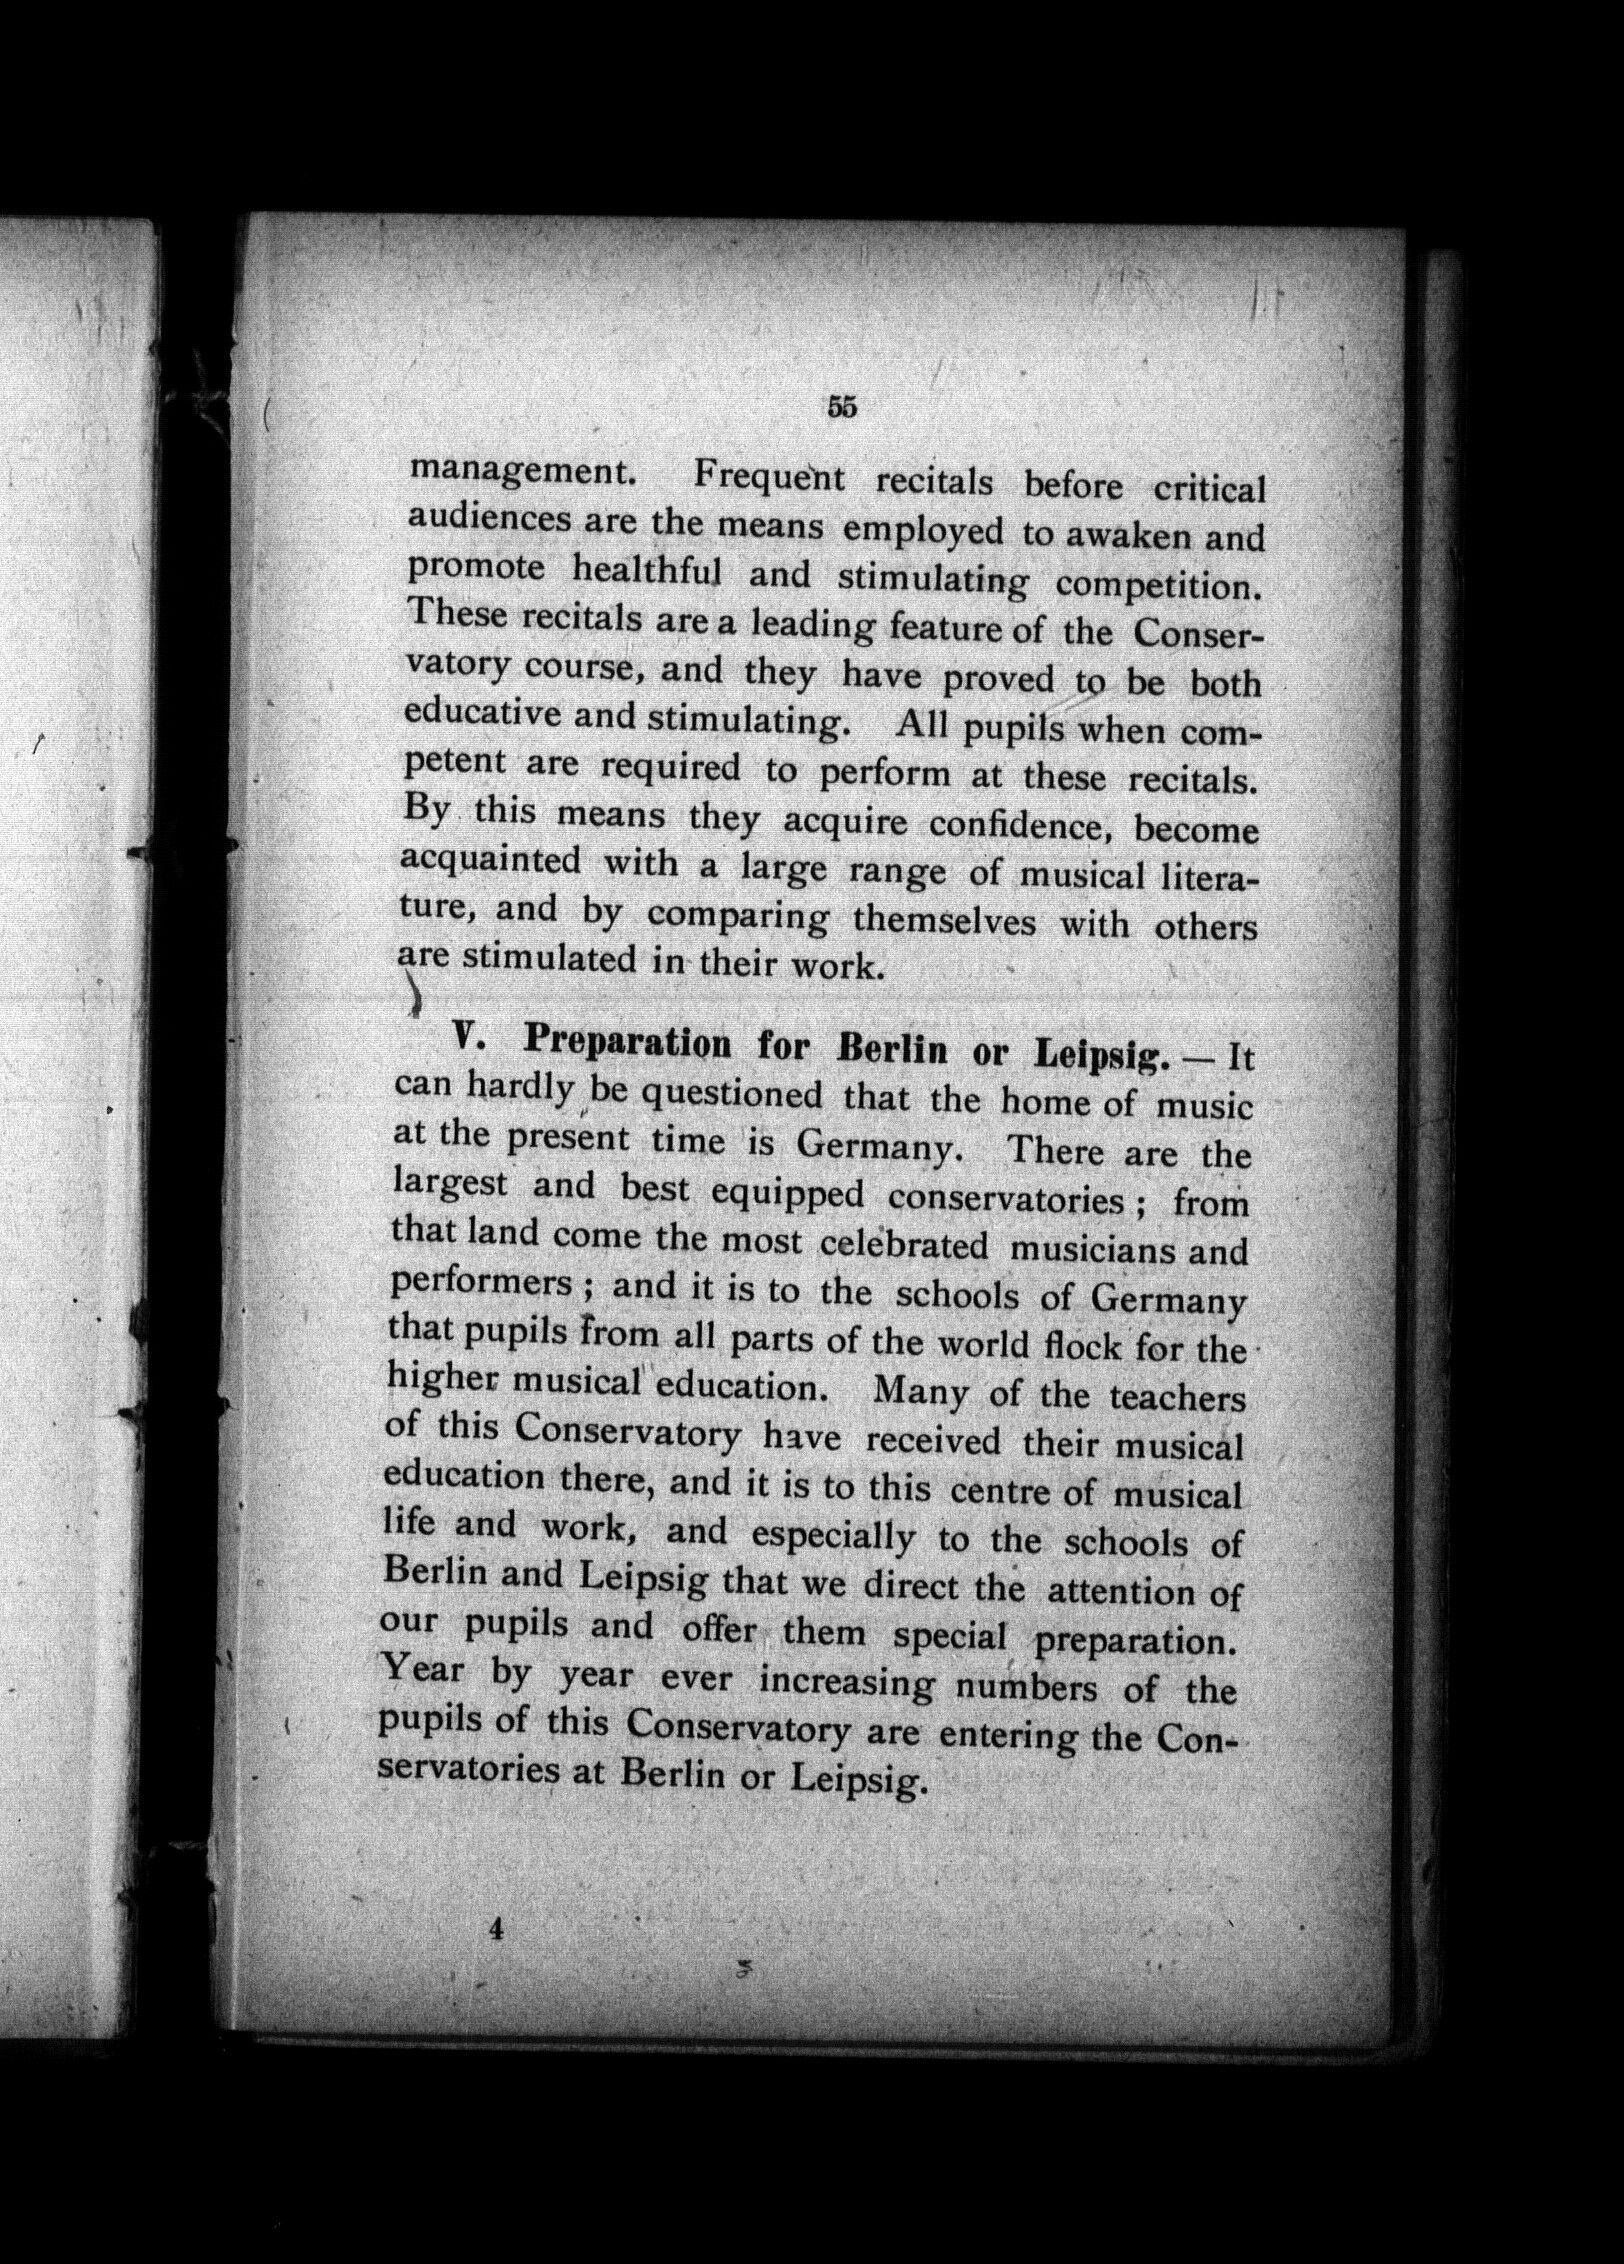 55
management. Frequent recitals before critical
audiences are the means employed to awaken and
promote healthful and stimulating competition.
These recitals are a leading feature of the Conser-
vatory course, and they have proved to be both
educative and stimulating. All pupils when com-
petent are required to perform at these recitals.
By this means they acquire confidence, become
acquainted with a large range of musical litera-
ture, and by comparing themselves with others
are stimulated in their work.
V. Preparation for Berlin or Leipsig. — It
can hardly be questioned that the home of music
at the present time is Germany. There are the
largest and best equipped conservatories ; from
that land come the most celebrated musicians and
performers ; and it is to the schools of Germany
that pupils from all parts of the world flock for the
higher musical education. Many of the teachers
of this Conservatory have received their musical
education there, and it is to this centre of musical
life and work, and especially to the schools of
Berlin and Leipsig that we direct the attention of
our pupils and offer them special preparation.
Year by year ever increasing numbers of the
pupils of this Conservatory are entering the Con-
servatories at Berlin or Leipsig.
4